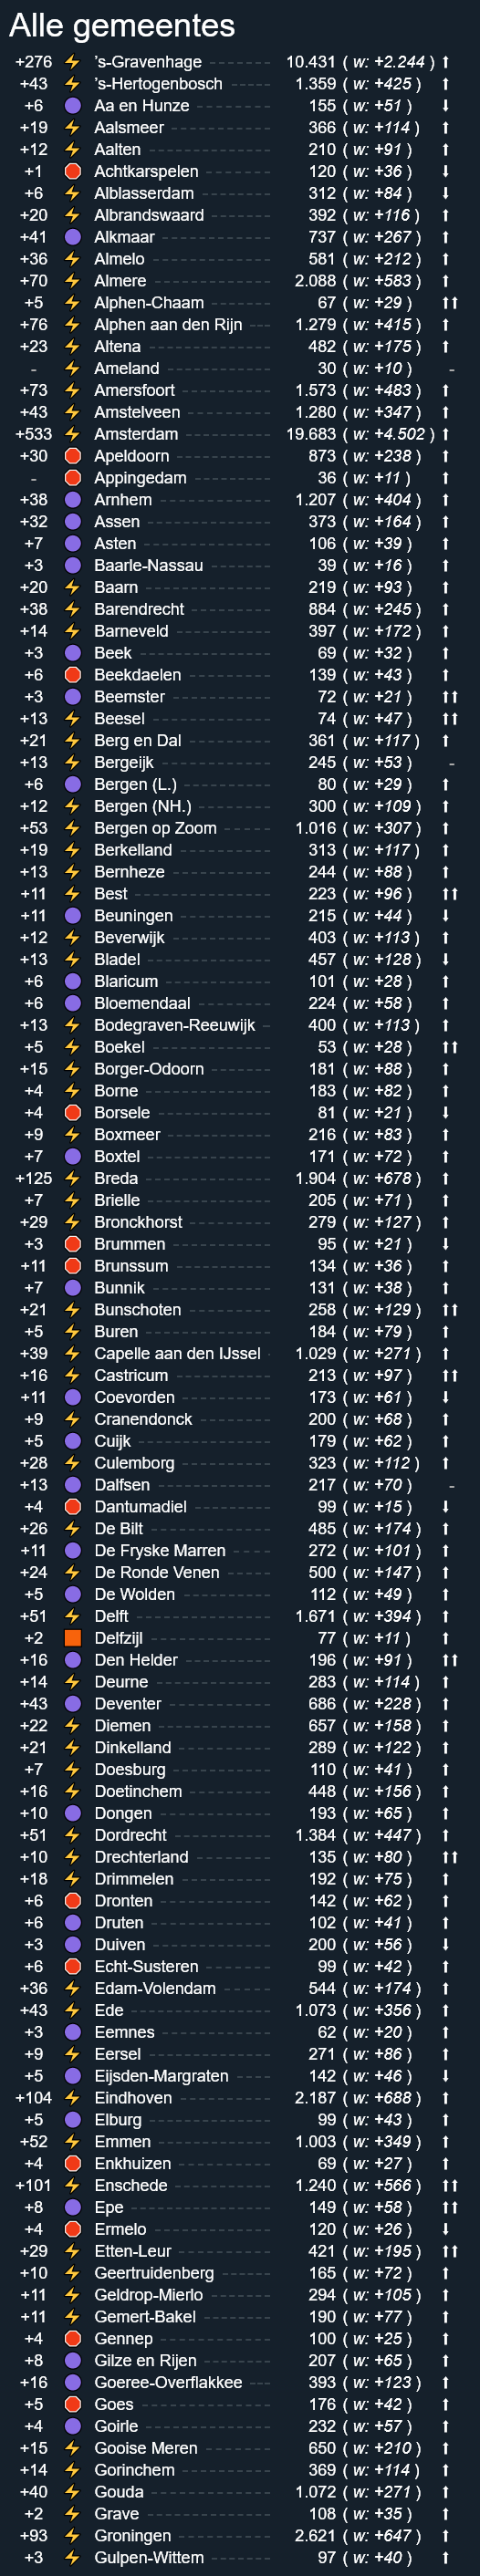 Alle gemeentes
+276 ⚡ 's-Gravenhage 10.431 ( w: +2.244 ) ⬆
+43 ⚡ 's-Hertogenbosch 1.359 ( w: +425 ) ⬆
+6 🟣 Aa en Hunze 155 ( w: +51 ) ⬇
+19 ⚡ Aalsmeer 366 ( w: +114 ) ⬆
+12 ⚡ Aalten 210 ( w: +91 ) ⬆
+1 🛑 Achtkarspelen 120 ( w: +36 ) ⬇
+6 ⚡ Alblasserdam 312 ( w: +84 ) ⬇
+20 ⚡ Albrandswaard 392 ( w: +116 ) ⬆
+41 🟣 Alkmaar 737 ( w: +267 ) ⬆
+36 ⚡ Almelo 581 ( w: +212 ) ⬆
+70 ⚡ Almere 2.088 ( w: +583 ) ⬆
+5 ⚡ Alphen-Chaam 67 ( w: +29 ) ⬆⬆
+76 ⚡ Alphen aan den Rijn 1.279 ( w: +415 ) ⬆
+23 ⚡ Altena 482 ( w: +175 ) ⬆
- ⚡ Ameland 30 ( w: +10 ) -
+73 ⚡ Amersfoort 1.573 ( w: +483 ) ⬆
+43 ⚡ Amstelveen 1.280 ( w: +347 ) ⬆
+533 ⚡ Amsterdam 19.683 ( w: +4.502 ) ⬆
+30 🛑 Apeldoorn 873 ( w: +238 ) ⬆
- 🛑 Appingedam 36 ( w: +11 ) ⬆
+38 🟣 Arnhem 1.207 ( w: +404 ) ⬆
+32 🟣 Assen 373 ( w: +164 ) ⬆
+7 🟣 Asten 106 ( w: +39 ) ⬆
+3 🟣 Baarle-Nassau 39 ( w: +16 ) ⬆
+20 ⚡ Baarn 219 ( w: +93 ) ⬆
+38 ⚡ Barendrecht 884 ( w: +245 ) ⬆
+14 ⚡ Barneveld 397 ( w: +172 ) ⬆
+3 🟣 Beek 69 ( w: +32 ) ⬆
+6 🛑 Beekdaelen 139 ( w: +43 ) ⬆
+3 🟣 Beemster 72 ( w: +21 ) ⬆⬆
+13 ⚡ Beesel 74 ( w: +47 ) ⬆⬆
+21 ⚡ Berg en Dal 361 ( w: +117 ) ⬆
+13 ⚡ Bergeijk 245 ( w: +53 ) -
+6 🟣 Bergen (L.) 80 ( w: +29 ) ⬆
+12 ⚡ Bergen (NH.) 300 ( w: +109 ) ⬆
+53 ⚡ Bergen op Zoom 1.016 ( w: +307 ) ⬆
+19 ⚡ Berkelland 313 ( w: +117 ) ⬆
+13 ⚡ Bernheze 244 ( w: +88 ) ⬆
+11 ⚡ Best 223 ( w: +96 ) ⬆⬆
+11 🟣 Beuningen 215 ( w: +44 ) ⬇
+12 ⚡ Beverwijk 403 ( w: +113 ) ⬆
+13 ⚡ Bladel 457 ( w: +128 ) ⬇
+6 🟣 Blaricum 101 ( w: +28 ) ⬆
+6 🟣 Bloemendaal 224 ( w: +58 ) ⬆
+13 ⚡ Bodegraven-Reeuwijk 400 ( w: +113 ) ⬆
+5 ⚡ Boekel 53 ( w: +28 ) ⬆⬆
+15 ⚡ Borger-Odoorn 181 ( w: +88 ) ⬆
+4 ⚡ Borne 183 ( w: +82 ) ⬆
+4 🛑 Borsele 81 ( w: +21 ) ⬇
+9 ⚡ Boxmeer 216 ( w: +83 ) ⬆
+7 🟣 Boxtel 171 ( w: +72 ) ⬆
+125 ⚡ Breda 1.904 ( w: +678 ) ⬆
+7 ⚡ Brielle 205 ( w: +71 ) ⬆
+29 ⚡ Bronckhorst 279 ( w: +127 ) ⬆
+3 🛑 Brummen 95 ( w: +21 ) ⬇
+11 🛑 Brunssum 134 ( w: +36 ) ⬆
+7 🟣 Bunnik 131 ( w: +38 ) ⬆
+21 ⚡ Bunschoten 258 ( w: +129 ) ⬆⬆
+5 ⚡ Buren 184 ( w: +79 ) ⬆
+39 ⚡ Capelle aan den IJssel 1.029 ( w: +271 ) ⬆
+16 ⚡ Castricum 213 ( w: +97 ) ⬆⬆
+11 🟣 Coevorden 173 ( w: +61 ) ⬇
+9 ⚡ Cranendonck 200 ( w: +68 ) ⬆
+5 🟣 Cuijk 179 ( w: +62 ) ⬆
+28 ⚡ Culemborg 323 ( w: +112 ) ⬆
+13 🟣 Dalfsen 217 ( w: +70 ) -
+4 🛑 Dantumadiel 99 ( w: +15 ) ⬇
+26 ⚡ De Bilt 485 ( w: +174 ) ⬆
+11 🟣 De Fryske Marren 272 ( w: +101 ) ⬆
+24 ⚡ De Ronde Venen 500 ( w: +147 ) ⬆
+5 🟣 De Wolden 112 ( w: +49 ) ⬆
+51 ⚡ Delft 1.671 ( w: +394 ) ⬆
+2 🟧 Delfzijl 77 ( w: +11 ) ⬆
+16 🟣 Den Helder 196 ( w: +91 ) ⬆⬆
+14 ⚡ Deurne 283 ( w: +114 ) ⬆
+43 🟣 Deventer 686 ( w: +228 ) ⬆
+22 ⚡ Diemen 657 ( w: +158 ) ⬆
+21 ⚡ Dinkelland 289 ( w: +122 ) ⬆
+7 ⚡ Doesburg 110 ( w: +41 ) ⬆
+16 ⚡ Doetinchem 448 ( w: +156 ) ⬆
+10 🟣 Dongen 193 ( w: +65 ) ⬆
+51 ⚡ Dordrecht 1.384 ( w: +447 ) ⬆
+10 ⚡ Drechterland 135 ( w: +80 ) ⬆⬆
+18 ⚡ Drimmelen 192 ( w: +75 ) ⬆
+6 🛑 Dronten 142 ( w: +62 ) ⬆
+6 🟣 Druten 102 ( w: +41 ) ⬆
+3 🟣 Duiven 200 ( w: +56 ) ⬇
+6 🛑 Echt-Susteren 99 ( w: +42 ) ⬆
+36 ⚡ Edam-Volendam 544 ( w: +174 ) ⬆
+43 ⚡ Ede 1.073 ( w: +356 ) ⬆
+3 🟣 Eemnes 62 ( w: +20 ) ⬆
+9 ⚡ Eersel 271 ( w: +86 ) ⬆
+5 🟣 Eijsden-Margraten 142 ( w: +46 ) ⬇
+104 ⚡ Eindhoven 2.187 ( w: +688 ) ⬆
+5 🟣 Elburg 99 ( w: +43 ) ⬆
+52 ⚡ Emmen 1.003 ( w: +349 ) ⬆
+4 🛑 Enkhuizen 69 ( w: +27 ) ⬆
+101 ⚡ Enschede 1.240 ( w: +566 ) ⬆⬆
+8 🟣 Epe 149 ( w: +58 ) ⬆⬆
+4 🛑 Ermelo 120 ( w: +26 ) ⬇
+29 ⚡ Etten-Leur 421 ( w: +195 ) ⬆⬆
+10 ⚡ Geertruidenberg 165 ( w: +72 ) ⬆
+11 ⚡ Geldrop-Mierlo 294 ( w: +105 ) ⬆
+11 ⚡ Gemert-Bakel 190 ( w: +77 ) ⬆
+4 🛑 Gennep 100 ( w: +25 ) ⬆
+8 🟣 Gilze en Rijen 207 ( w: +65 ) ⬆
+16 🟣 Goeree-Overflakkee 393 ( w: +123 ) ⬆
+5 🛑 Goes 176 ( w: +42 ) ⬆
+4 🟣 Goirle 232 ( w: +57 ) ⬆
+15 ⚡ Gooise Meren 650 ( w: +210 ) ⬆
+14 ⚡ Gorinchem 369 ( w: +114 ) ⬆
+40 ⚡ Gouda 1.072 ( w: +271 ) ⬆
+2 ⚡ Grave 108 ( w: +35 ) ⬆
+93 ⚡ Groningen 2.621 ( w: +647 ) ⬆
+3 ⚡ Gulpen-Wittem 97 ( w: +40 ) ⬆